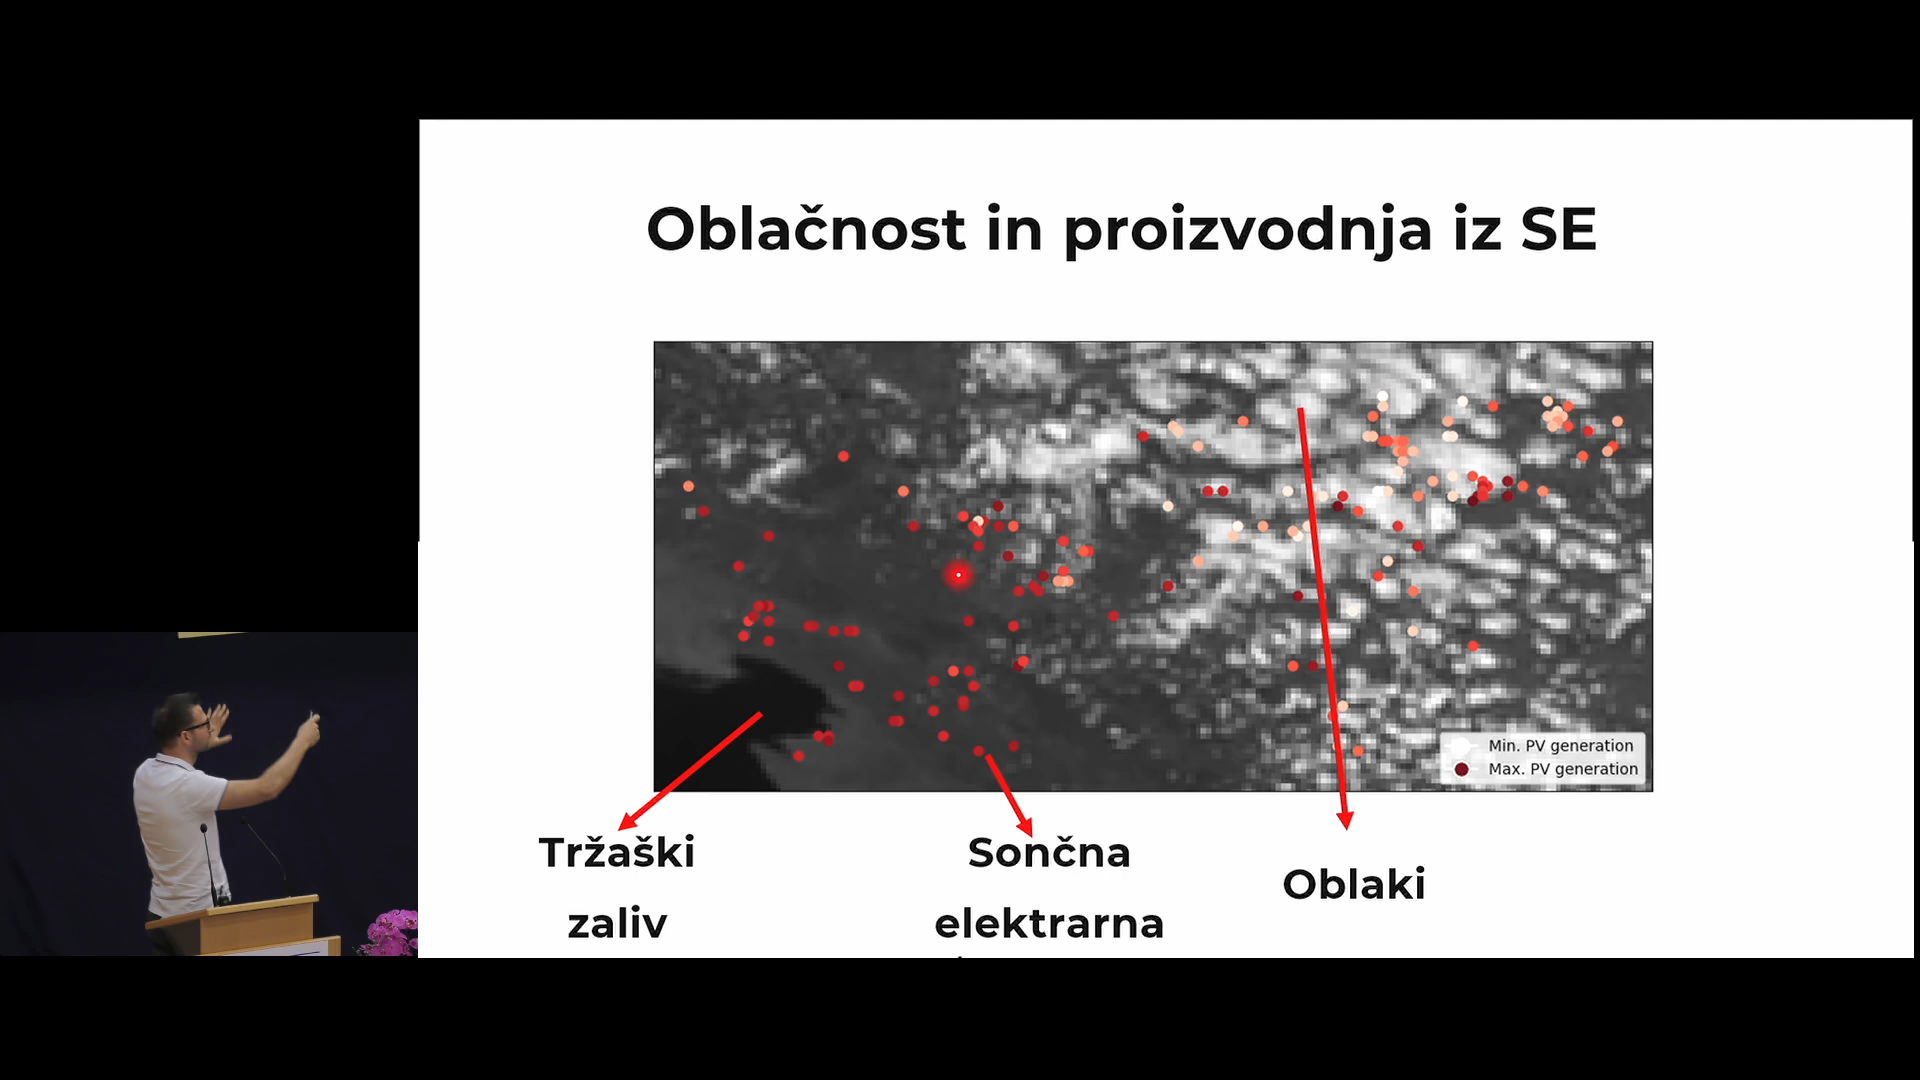 Oblačnost in proizvodnja iz SE
Min. PV generation
Max. PV generation
Tržaški
zaliv
Sončna
elektrarna
Oblaki